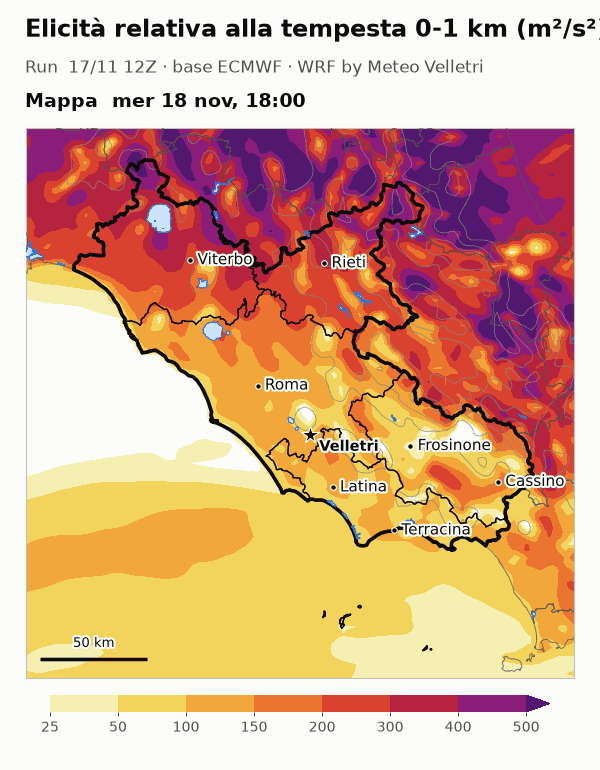 Elicità relativa alla tempesta 0-1 km (m²/s²)
Run 17/11 12Z · base ECMWF · WRF by Meteo Velletri
Mappa mer 18 nov, 18:00
Viterbo
Rieti
Roma
Velletri
Frosinone
Cassino
Latina
Terracina
50 km
25 50 100 150 200 300 400 500